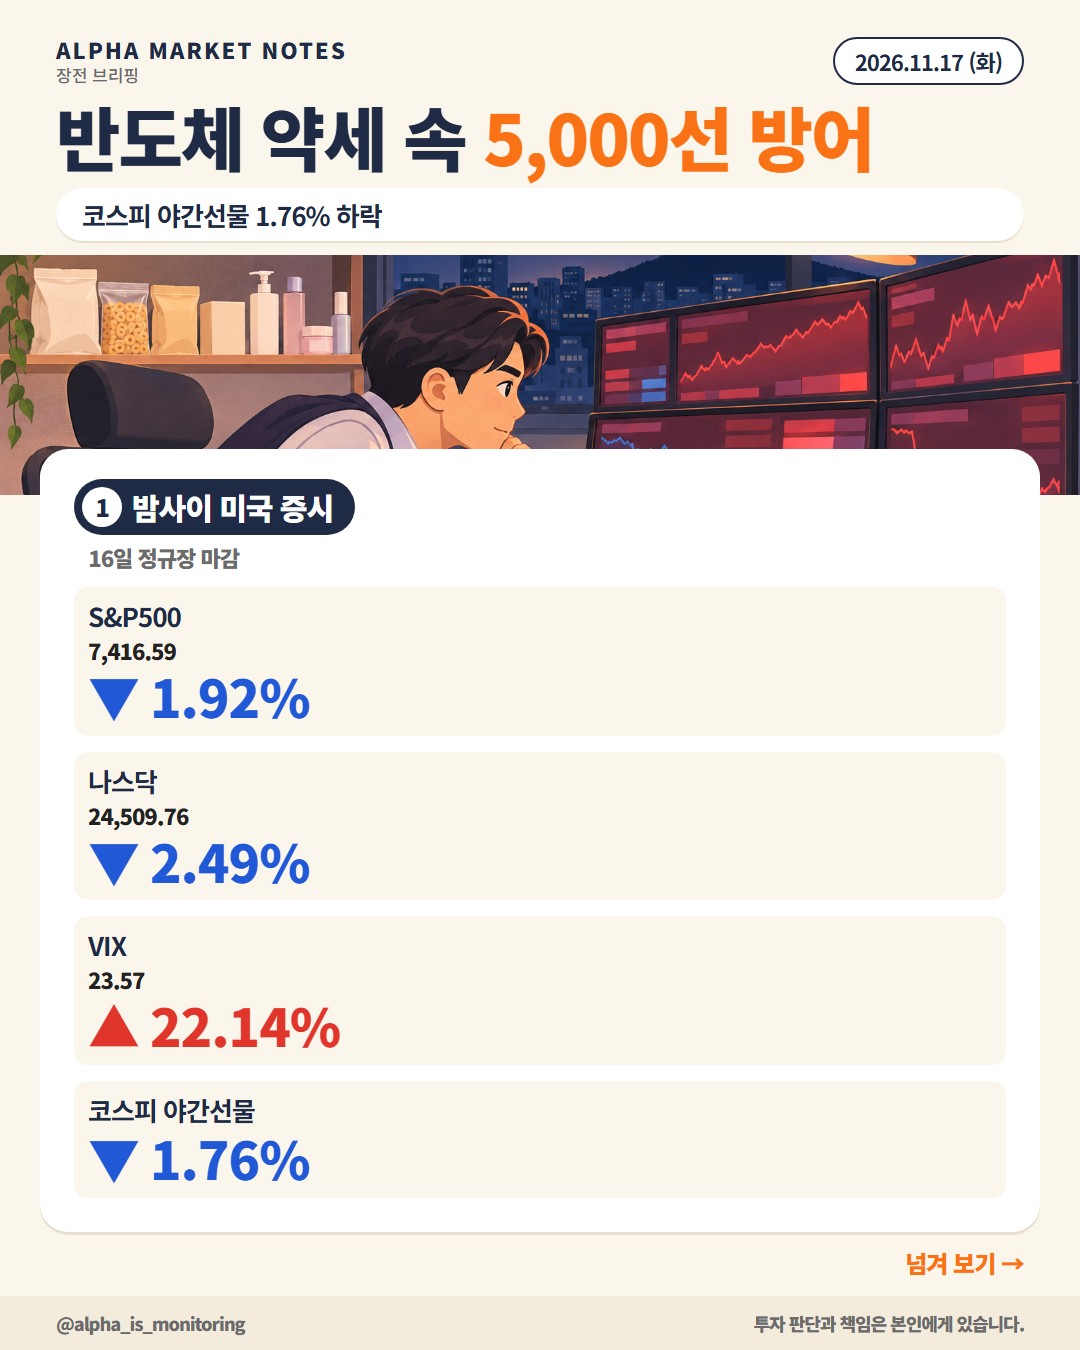 ALPHA MARKET NOTES
장전 브리핑
2026.11.17 (화)
반도체 약세 속 5,000선 방어
코스피 야간선물 1.76% 하락
1 밤사이 미국 증시
16일 정규장 마감
S&P500
7,416.59
▼ 1.92%
나스닥
24,509.76
▼ 2.49%
VIX
23.57
▲ 22.14%
코스피 야간선물
▼ 1.76%
넘겨 보기 →
@alpha_is_monitoring
투자 판단과 책임은 본인에게 있습니다.